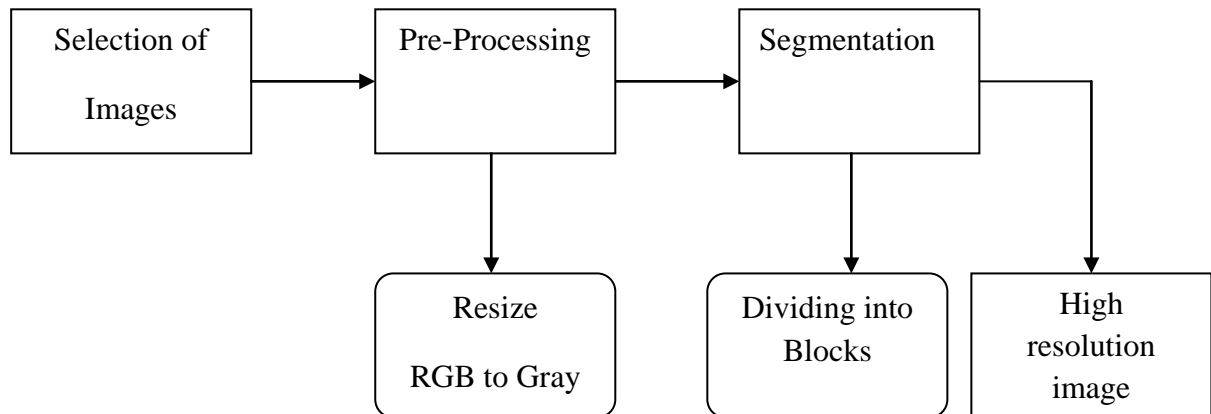 Selection of
Images
Pre-Processing
Segmentation
Resize
RGB to Gray
Dividing into
Blocks
High
resolution
image